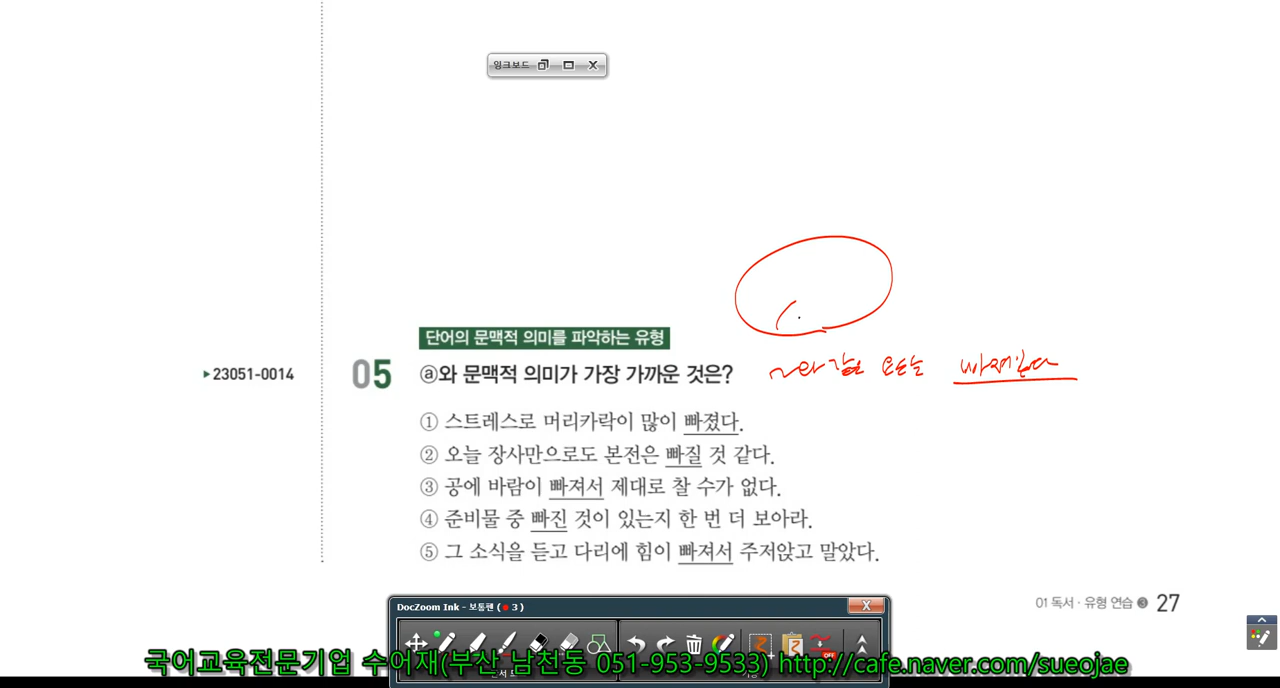 잉크보드
단어의 문맥적 의미를 파악하는 유형
▸23051-0014
05 ⓐ와 문맥적 의미가 가장 가까운 것은?
① 스트레스로 머리카락이 많이 빠졌다.
② 오늘 장사만으로도 본전은 빠질 것 같다.
③ 공에 바람이 빠져서 제대로 찰 수가 없다.
④ 준비물 중 빠진 것이 있는지 한 번 더 보아라.
⑤ 그 소식을 듣고 다리에 힘이 빠져서 주저앉고 말았다.
01 독서·유형 연습 ❸ 27
DocZoom Ink - 보통펜 ( 3 )
OFF
국어교육전문기업 수어재(부산 남천동 051-953-9533) http://cafe.naver.com/sueojae